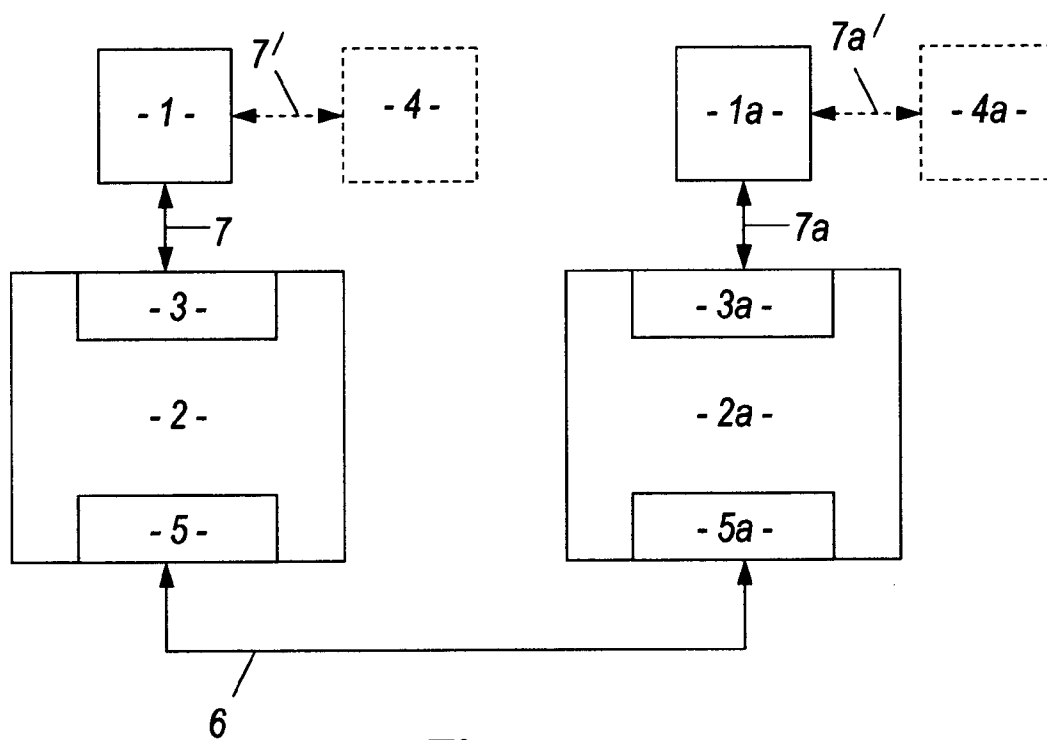 7′
7a′
- 1 -
- 4 -
- 1a -
- 4a -
7
7a
- 3 -
- 3a -
- 2 -
- 2a -
- 5 -
- 5a -
6